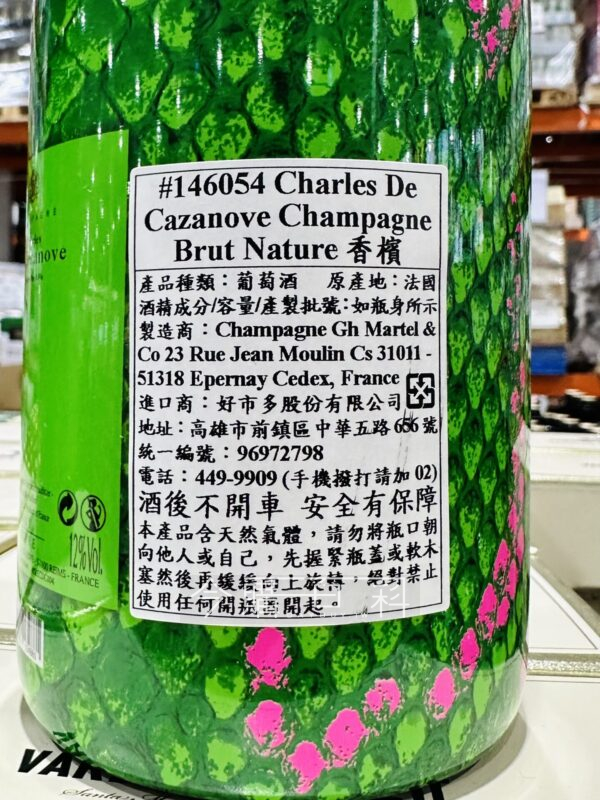 #146054 Charles De
Cazanove Champagne
Brut Nature 香檳
產品種類：葡萄酒 原產地：法國
酒精成分/容量/產製批號：如瓶身所示
製造商：Champagne Gh Martel &
Co 23 Rue Jean Moulin Cs 31011 -
51318 Epernay Cedex, France
進口商：好市多股份有限公司
地址：高雄市前鎮區中華五路 656 號
統一編號：96972798
電話：449-9909 (手機撥打請加 02)
酒後不開車 安全有保障
本產品含天然氣體，請勿將瓶口朝
向他人或自己，先握緊瓶蓋或軟木
塞然後再緩緩向上旋轉，絕對禁止
使用任何開瓶器開起。
12%Vol.
REIMS - FRANCE